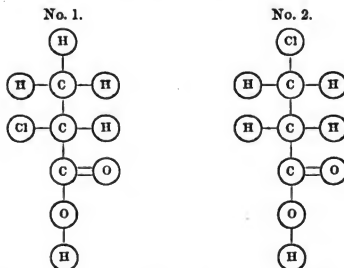 No. 1. No. 2.
H Cl
H C H H C H
Cl C H H C H
C O C O
O O
H H